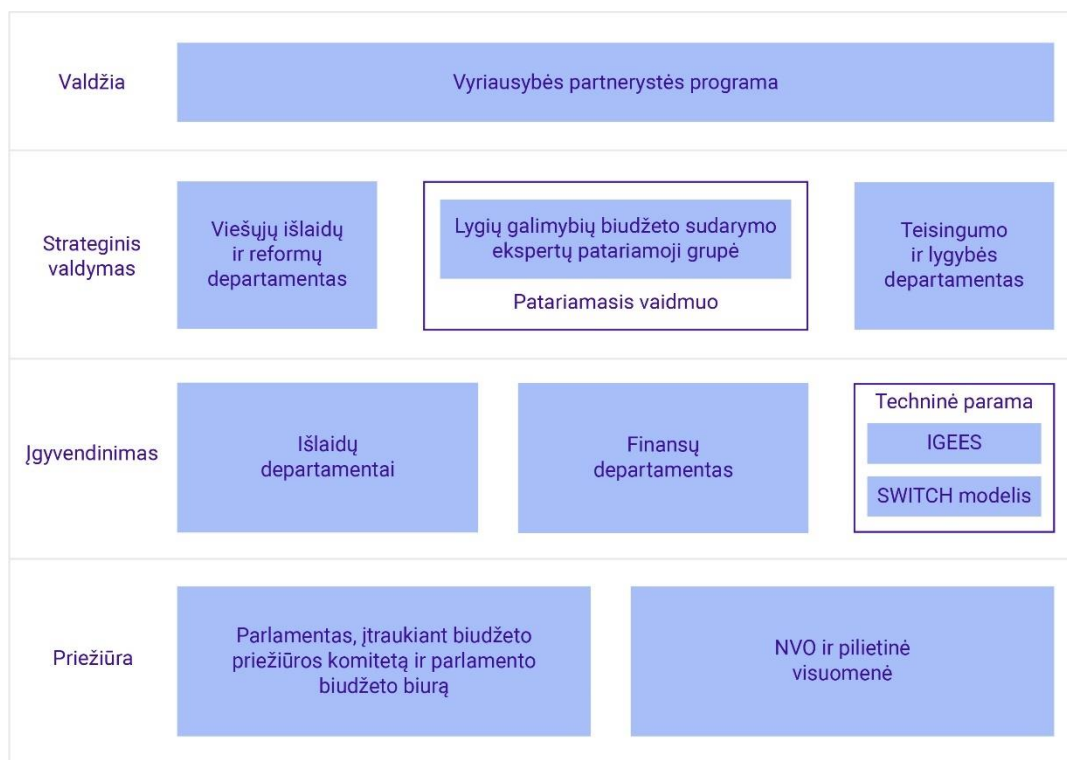 Valdžia
Vyriausybės partnerystės programa
Strateginis
valdymas
Viešųjų išlaidų
ir reformų
departamentas
Lygių galimybių biudžeto sudarymo
ekspertų patariamoji grupė
Patariamasis vaidmuo
Teisingumo
ir lygybės
departamentas
Įgyvendinimas
Išlaidų
departamentai
Finansų
departamentas
Techninė parama
IGEES
SWITCH modelis
Priežiūra
Parlamentas, įtraukiant biudžeto
priežiūros komitetą ir parlamento
biudžeto biurą
NVO ir pilietinė
visuomenė